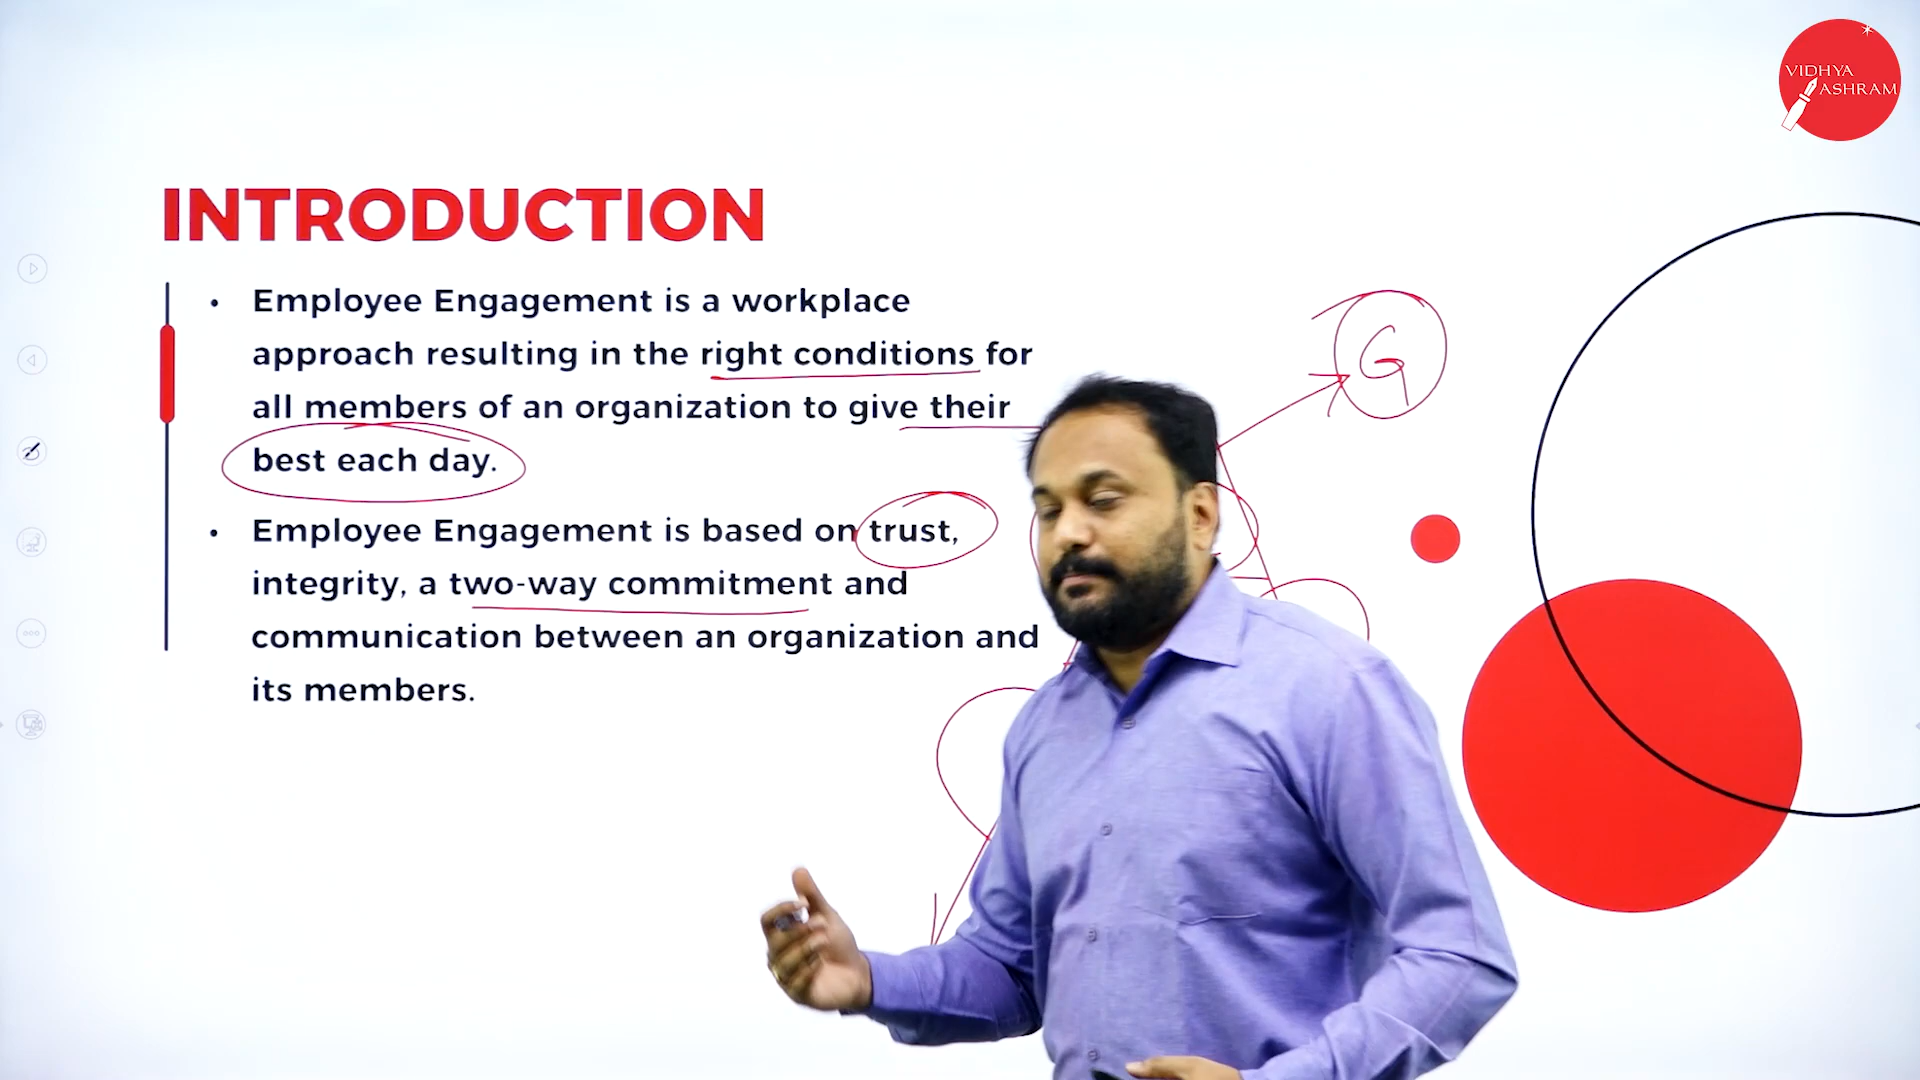 VIDHYA
ASHRAM
INTRODUCTION
• Employee Engagement is a workplace
approach resulting in the right conditions for
all members of an organization to give their
best each day.
G
• Employee Engagement is based on trust,
integrity, a two-way commitment and
communication between an organization and
its members.